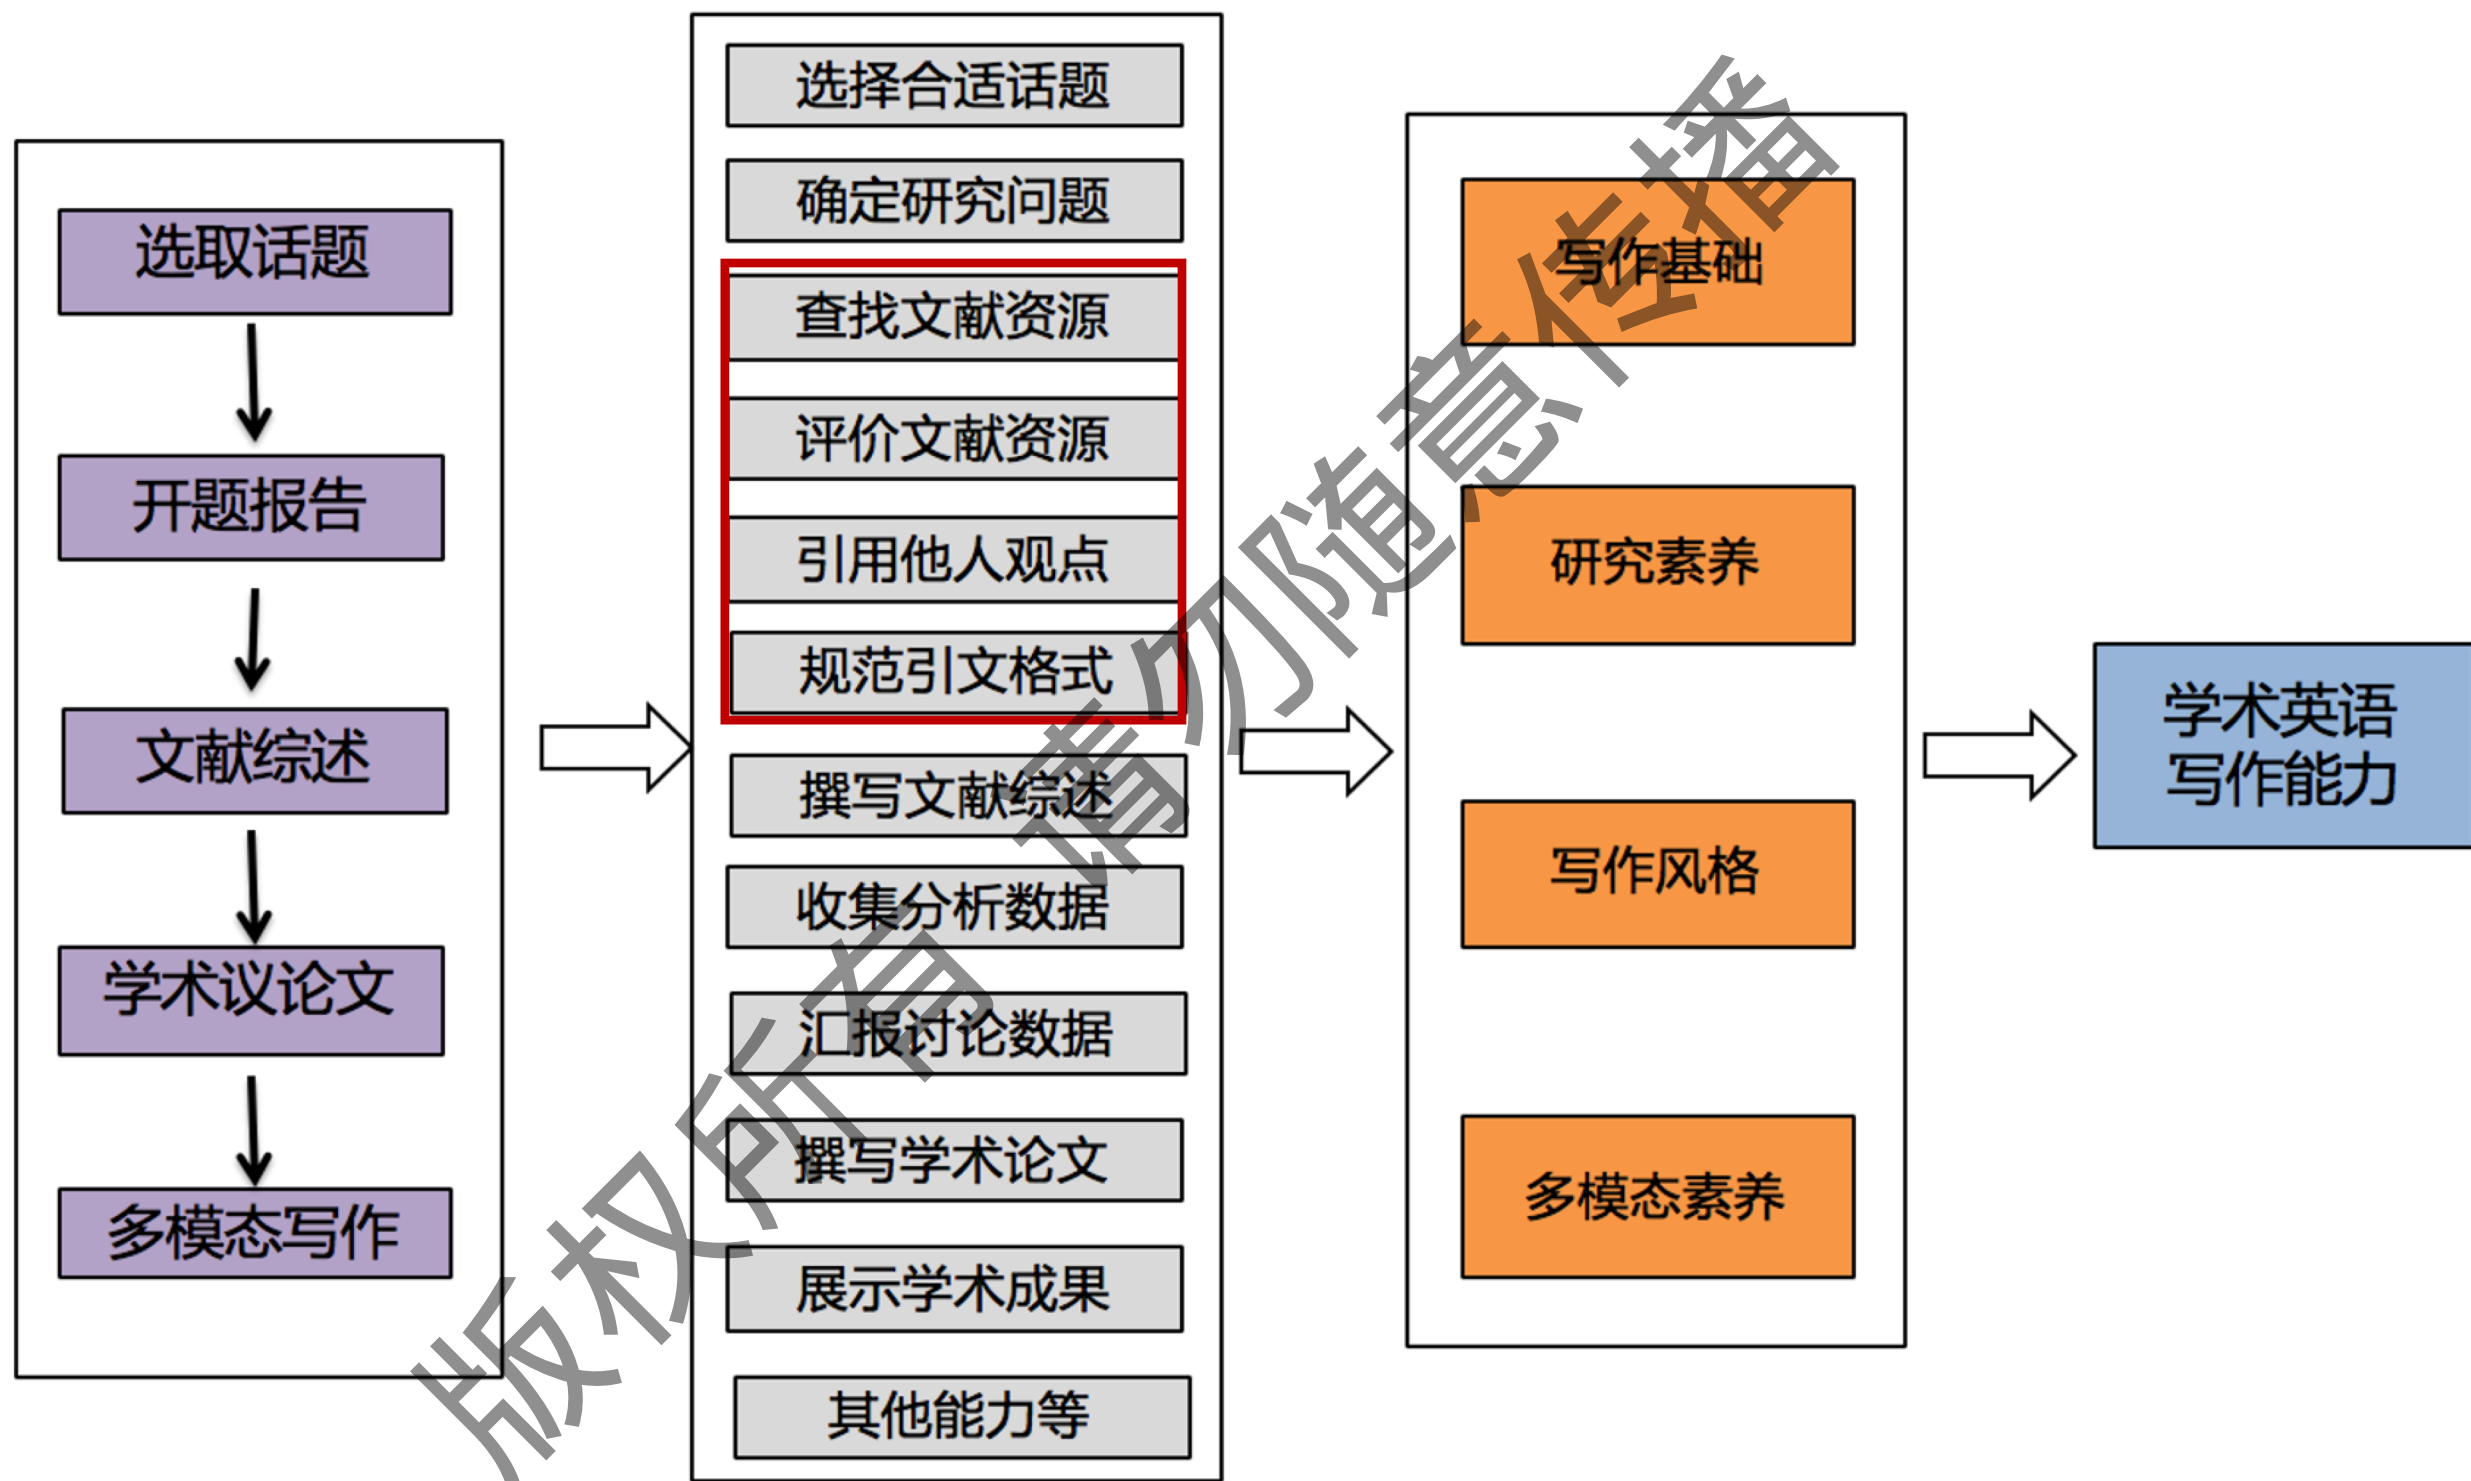 选取话题
开题报告
文献综述
学术议论文
多模态写作
选择合适话题
确定研究问题
查找文献资源
评价文献资源
引用他人观点
规范引文格式
撰写文献综述
收集分析数据
汇报讨论数据
撰写学术论文
展示学术成果
其他能力等
写作基础
研究素养
写作风格
多模态素养
学术英语
写作能力
版权所有 请勿随意传播